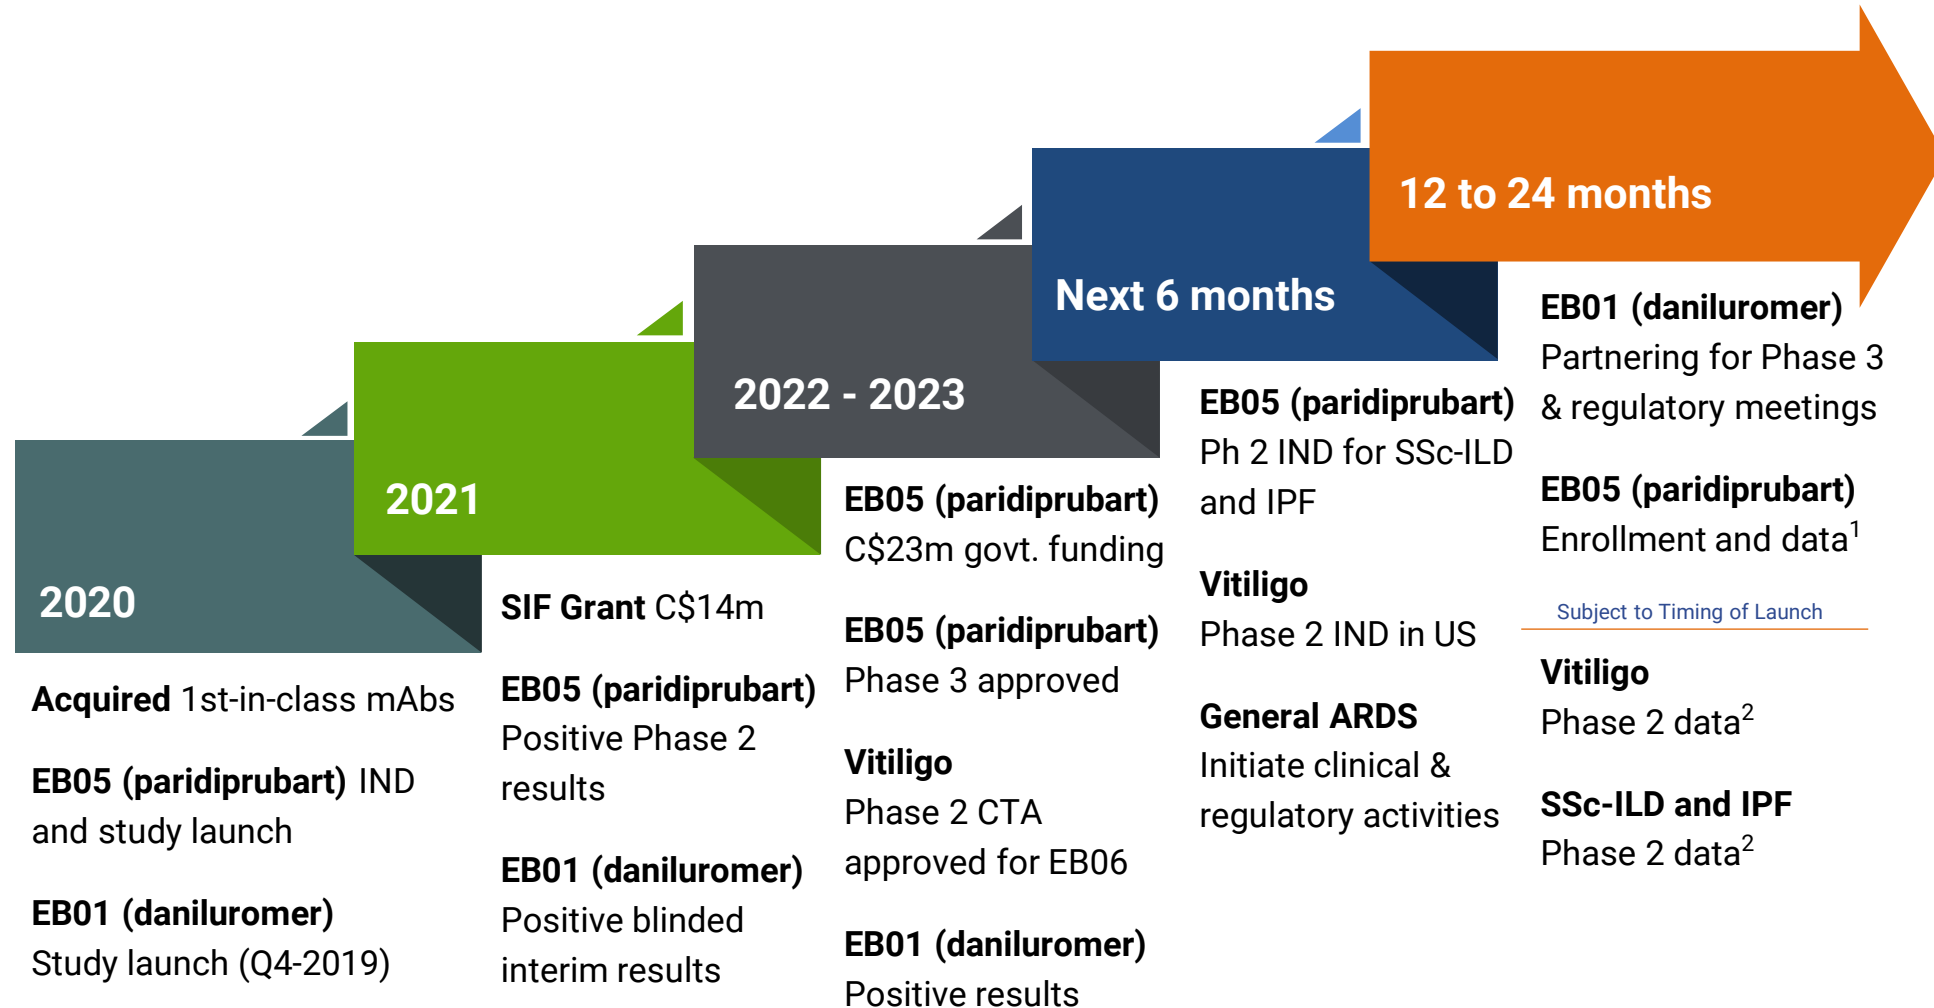 2020
Acquired 1st-in-class mAbs
EB05 (paridiprubart) IND
and study launch
EB01 (daniluromer)
Study launch (Q4-2019)
2021
SIF Grant C$14m
EB05 (paridiprubart)
Positive Phase 2
results
EB01 (daniluromer)
Positive blinded
interim results
2022 - 2023
EB05 (paridiprubart)
C$23m govt. funding
EB05 (paridiprubart)
Phase 3 approved
Vitiligo
Phase 2 CTA
approved for EB06
EB01 (daniluromer)
Positive results
Next 6 months
EB05 (paridiprubart)
Ph 2 IND for SSc-ILD
and IPF
Vitiligo
Phase 2 IND in US
General ARDS
Initiate clinical &
regulatory activities
12 to 24 months
EB01 (daniluromer)
Partnering for Phase 3
& regulatory meetings
EB05 (paridiprubart)
Enrollment and data¹
Subject to Timing of Launch
Vitiligo
Phase 2 data²
SSc-ILD and IPF
Phase 2 data²